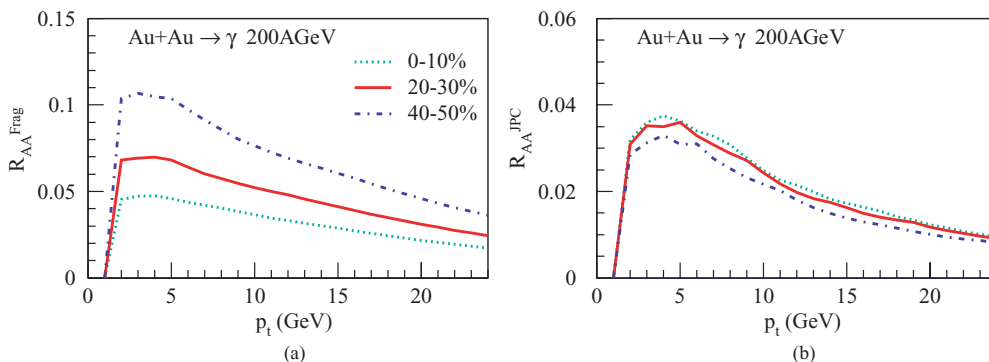 0.15
0.1
0.05
0
R_AA^Frag
Au+Au → γ 200AGeV
0-10%
20-30%
40-50%
0 5 10 15 20
p_t (GeV)
(a)
0.06
0.04
0.02
0
R_AA^JPC
Au+Au → γ 200AGeV
0 5 10 15 20
p_t (GeV)
(b)